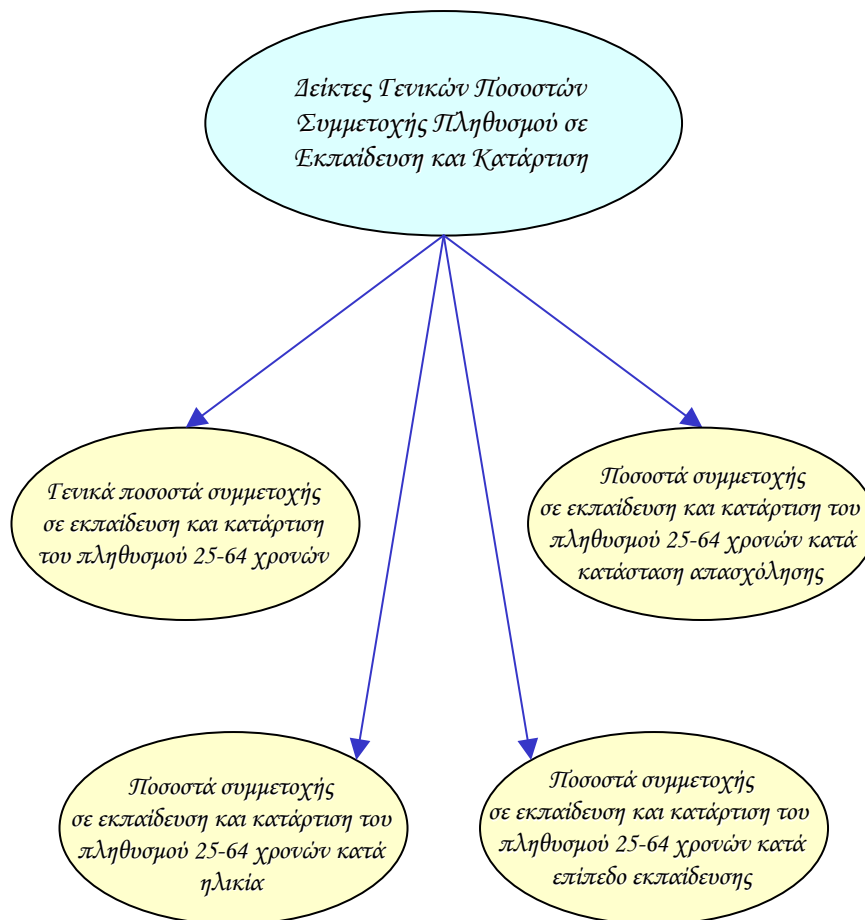 Δείκτες Γενικών Ποσοστών
Συμμετοχής Πληθυσμού σε
Εκπαίδευση και Κατάρτιση
Γενικά ποσοστά συμμετοχής
σε εκπαίδευση και κατάρτιση
του πληθυσμού 25-64 χρονών
Ποσοστά συμμετοχής
σε εκπαίδευση και κατάρτιση του
πληθυσμού 25-64 χρονών κατά
κατάσταση απασχόλησης
Ποσοστά συμμετοχής
σε εκπαίδευση και κατάρτιση του
πληθυσμού 25-64 χρονών κατά
ηλικία
Ποσοστά συμμετοχής
σε εκπαίδευση και κατάρτιση του
πληθυσμού 25-64 χρονών κατά
επίπεδο εκπαίδευσης